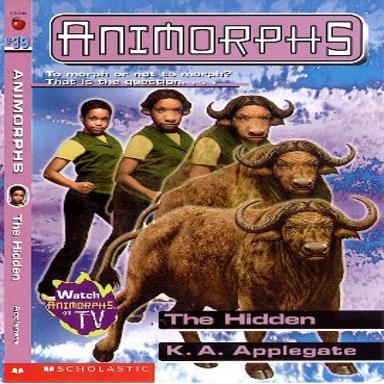 #39
ANIMORPHS
The Hidden
Applegate
SCHOLASTIC
ANIMORPHS
To morph or not to morph?
That is the question. . . . .
Watch
ANIMORPHS
on
TV
The Hidden
K. A. Applegate